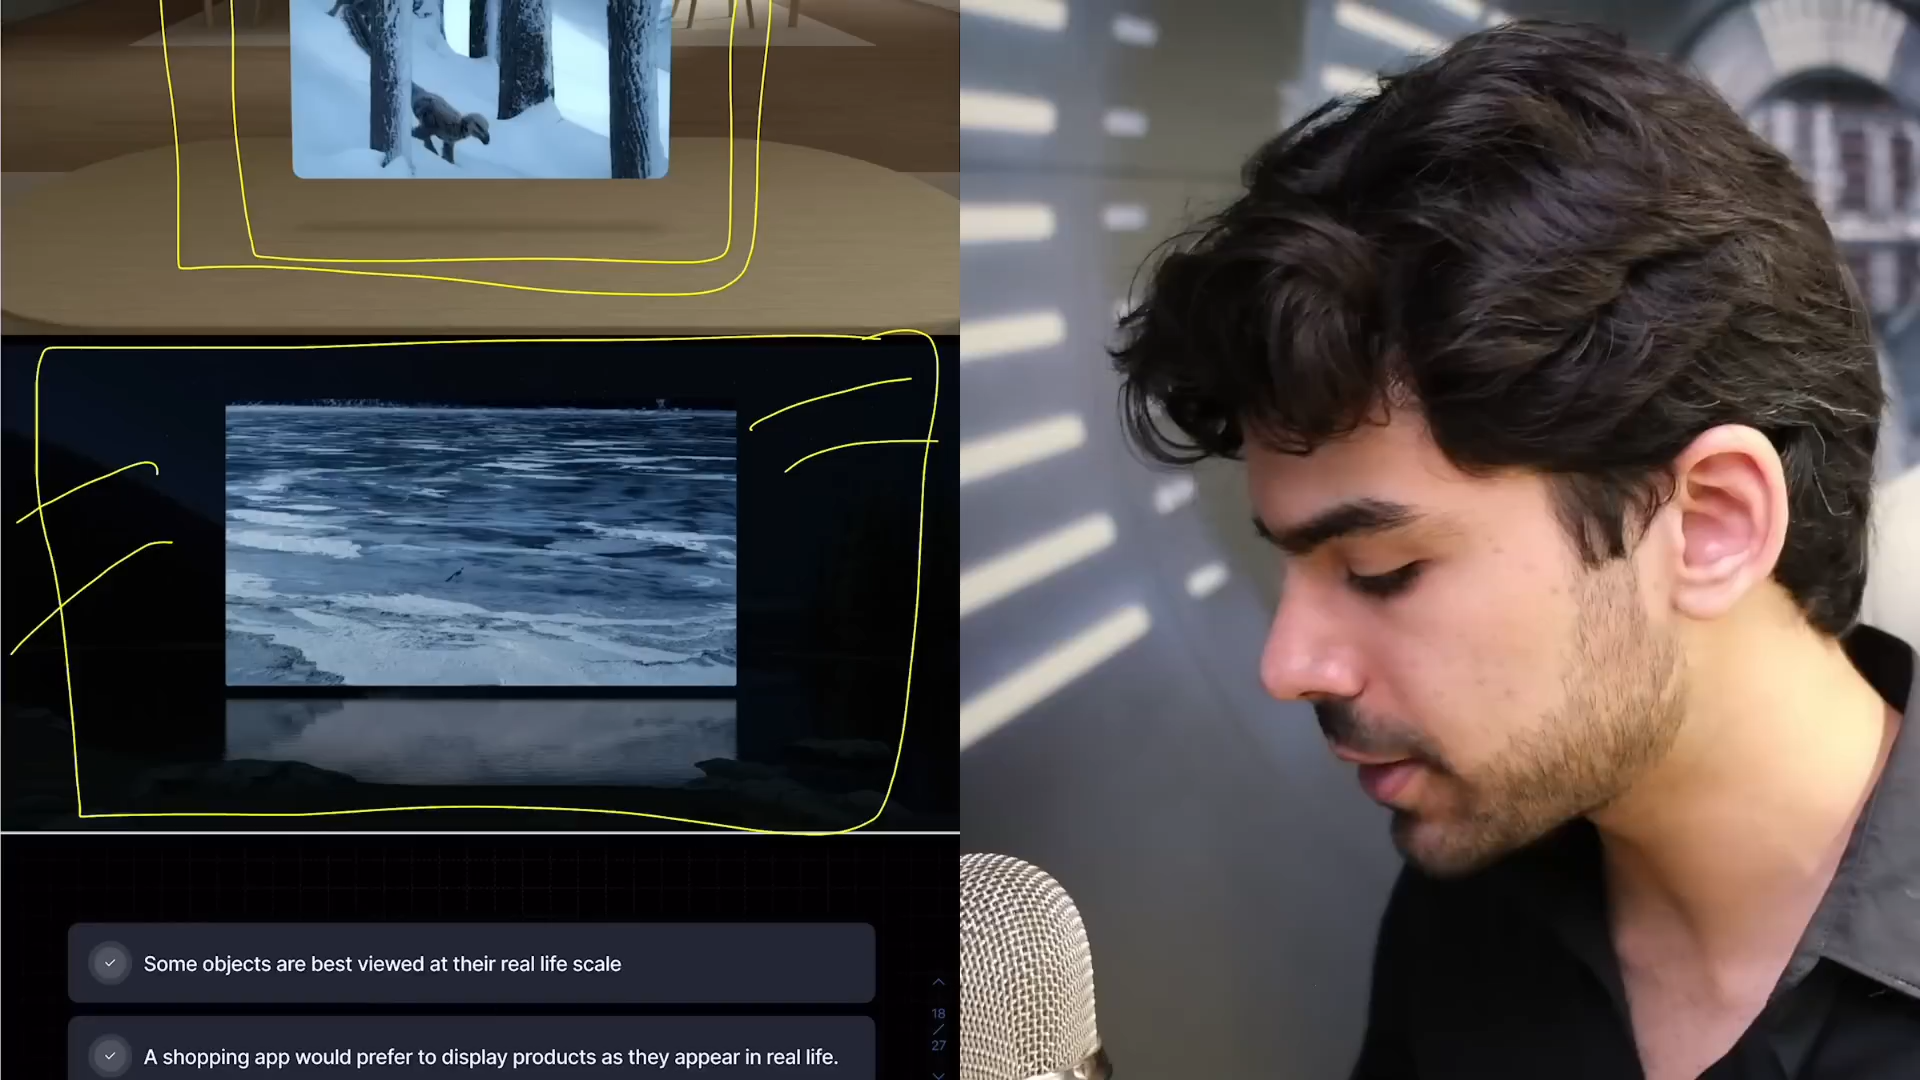 Some objects are best viewed at their real life scale
A shopping app would prefer to display products as they appear in real life.
18
/
27